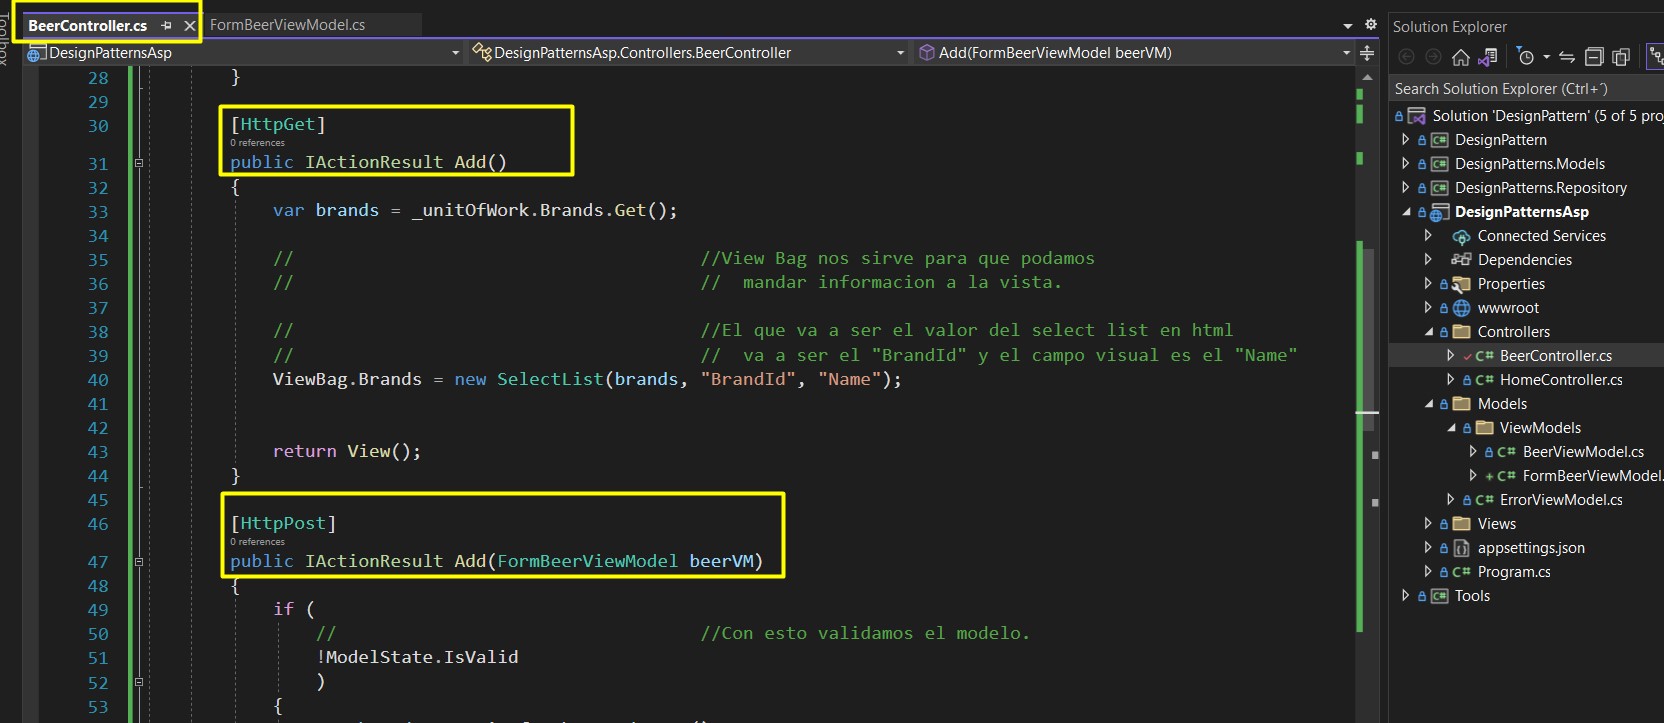 BeerController.cs
FormBeerViewModel.cs
Toolbox
DesignPatternsAsp
DesignPatternsAsp.Controllers.BeerController
Add(FormBeerViewModel beerVM)
28 }
29
30 [HttpGet]
0 references
31 public IActionResult Add()
32 {
33 var brands = _unitOfWork.Brands.Get();
34
35 // //View Bag nos sirve para que podamos
36 // // mandar informacion a la vista.
37
38 // //El que va a ser el valor del select list en html
39 // // va a ser el "BrandId" y el campo visual es el "Name"
40 ViewBag.Brands = new SelectList(brands, "BrandId", "Name");
41
42
43 return View();
44 }
45
46 [HttpPost]
0 references
47 public IActionResult Add(FormBeerViewModel beerVM)
48 {
49 if (
50 // //Con esto validamos el modelo.
51 !ModelState.IsValid
52 )
53 {
Solution Explorer
Search Solution Explorer (Ctrl+´)
Solution 'DesignPattern' (5 of 5 proj
C# DesignPattern
C# DesignPatterns.Models
C# DesignPatterns.Repository
DesignPatternsAsp
Connected Services
Dependencies
Properties
wwwroot
Controllers
C# BeerController.cs
C# HomeController.cs
Models
ViewModels
C# BeerViewModel.cs
C# FormBeerViewModel.
C# ErrorViewModel.cs
Views
appsettings.json
C# Program.cs
C# Tools